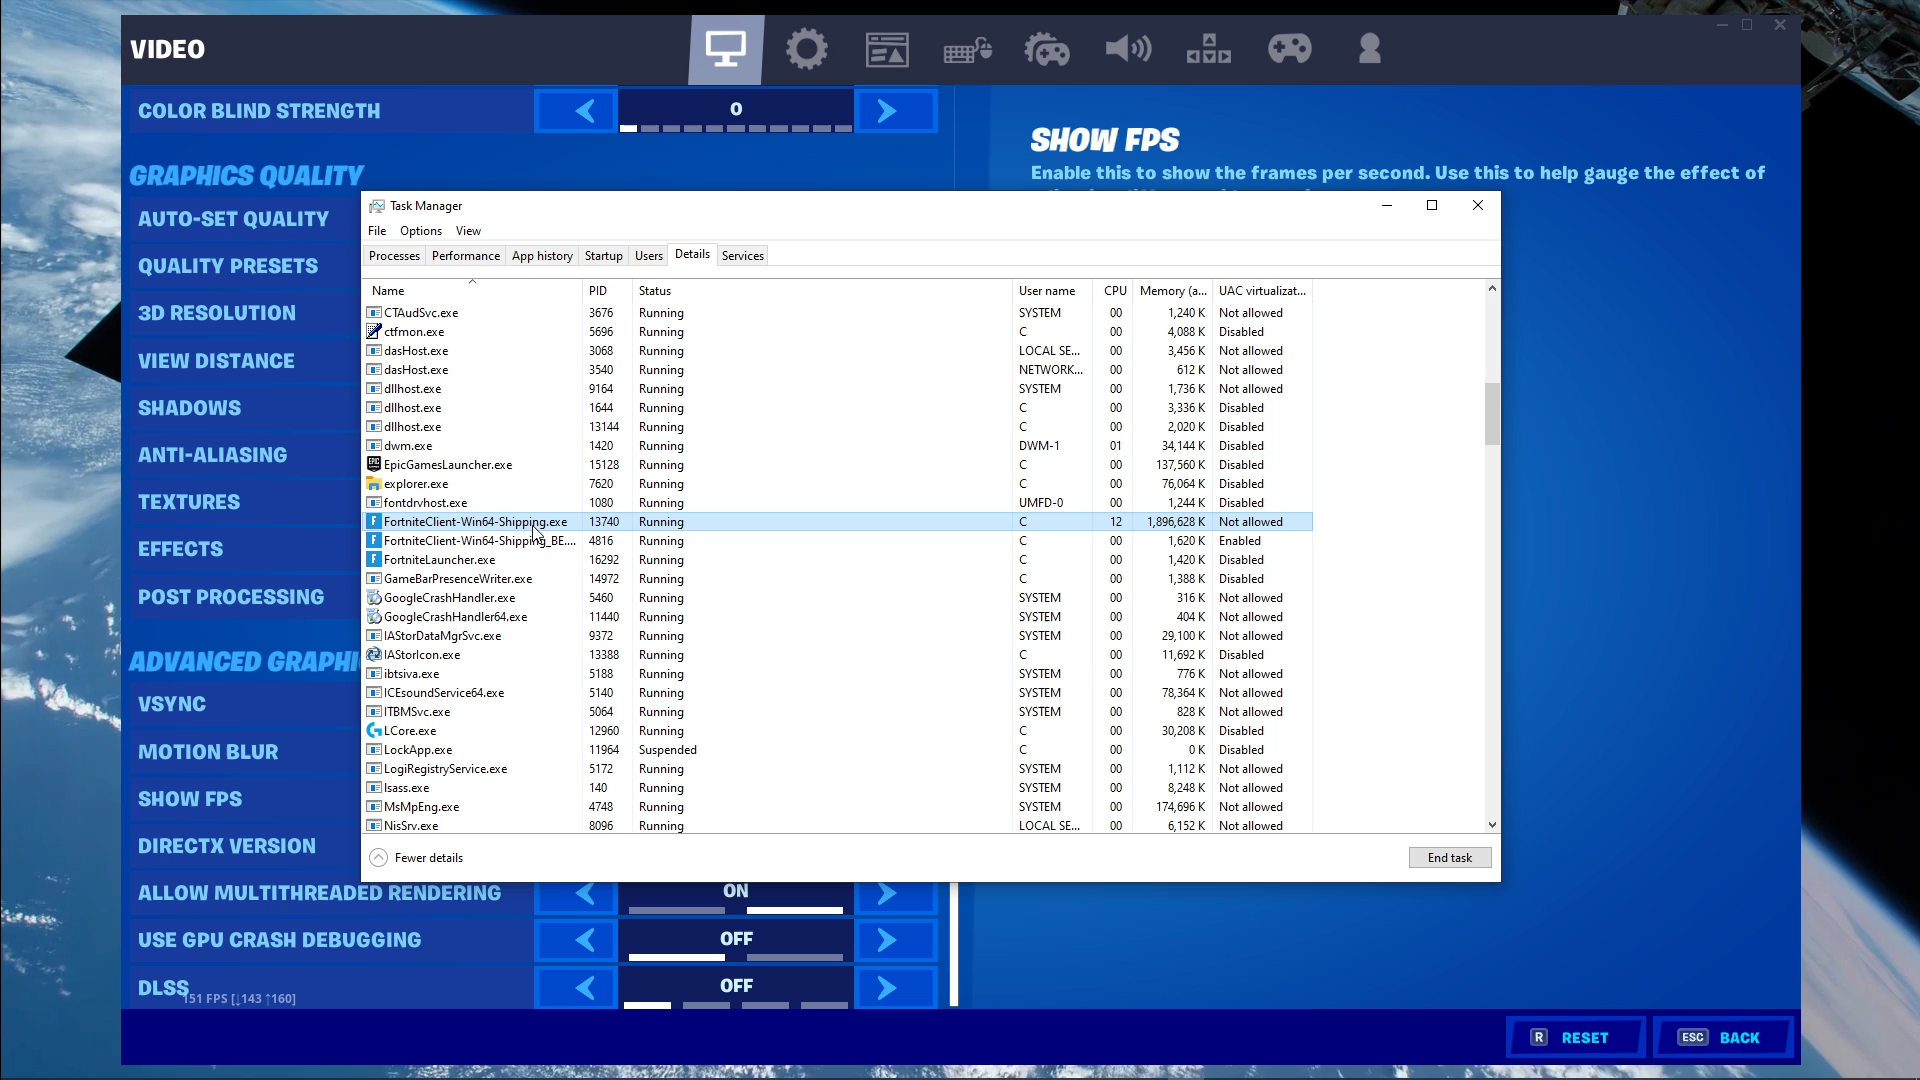 VIDEO
COLOR BLIND STRENGTH 0
SHOW FPS
Enable this to show the frames per second. Use this to help gauge the effect of
GRAPHICS QUALITY
AUTO-SET QUALITY
QUALITY PRESETS
3D RESOLUTION
VIEW DISTANCE
SHADOWS
ANTI-ALIASING
TEXTURES
EFFECTS
POST PROCESSING
ADVANCED GRAPHI
VSYNC
MOTION BLUR
SHOW FPS
DIRECTX VERSION
ALLOW MULTITHREADED RENDERING ON
USE GPU CRASH DEBUGGING OFF
DLSS OFF
151 FPS [↓143 ↑160]
R RESET ESC BACK
Task Manager
File Options View
Processes Performance App history Startup Users Details Services
Name PID Status User name CPU Memory (a... UAC virtualizat...
CTAudSvc.exe 3676 Running SYSTEM 00 1,240 K Not allowed
ctfmon.exe 5696 Running C 00 4,088 K Disabled
dasHost.exe 3068 Running LOCAL SE... 00 3,456 K Not allowed
dasHost.exe 3540 Running NETWORK... 00 612 K Not allowed
dllhost.exe 9164 Running SYSTEM 00 1,736 K Not allowed
dllhost.exe 1644 Running C 00 3,336 K Disabled
dllhost.exe 13144 Running C 00 2,020 K Disabled
dwm.exe 1420 Running DWM-1 01 34,144 K Disabled
EpicGamesLauncher.exe 15128 Running C 00 137,560 K Disabled
explorer.exe 7620 Running C 00 76,064 K Disabled
fontdrvhost.exe 1080 Running UMFD-0 00 1,244 K Disabled
FortniteClient-Win64-Shipping.exe 13740 Running C 12 1,896,628 K Not allowed
FortniteClient-Win64-Shipping_BE.... 4816 Running C 00 1,620 K Enabled
FortniteLauncher.exe 16292 Running C 00 1,420 K Disabled
GameBarPresenceWriter.exe 14972 Running C 00 1,388 K Disabled
GoogleCrashHandler.exe 5460 Running SYSTEM 00 316 K Not allowed
GoogleCrashHandler64.exe 11440 Running SYSTEM 00 404 K Not allowed
IAStorDataMgrSvc.exe 9372 Running SYSTEM 00 29,100 K Not allowed
IAStorIcon.exe 13388 Running C 00 11,692 K Disabled
ibtsiva.exe 5188 Running SYSTEM 00 776 K Not allowed
ICEsoundService64.exe 5140 Running SYSTEM 00 78,364 K Not allowed
ITBMSvc.exe 5064 Running SYSTEM 00 828 K Not allowed
LCore.exe 12960 Running C 00 30,208 K Disabled
LockApp.exe 11964 Suspended C 00 0 K Disabled
LogiRegistryService.exe 5172 Running SYSTEM 00 1,112 K Not allowed
lsass.exe 140 Running SYSTEM 00 8,248 K Not allowed
MsMpEng.exe 4748 Running SYSTEM 00 174,696 K Not allowed
NisSrv.exe 8096 Running LOCAL SE... 00 6,152 K Not allowed
Fewer details End task